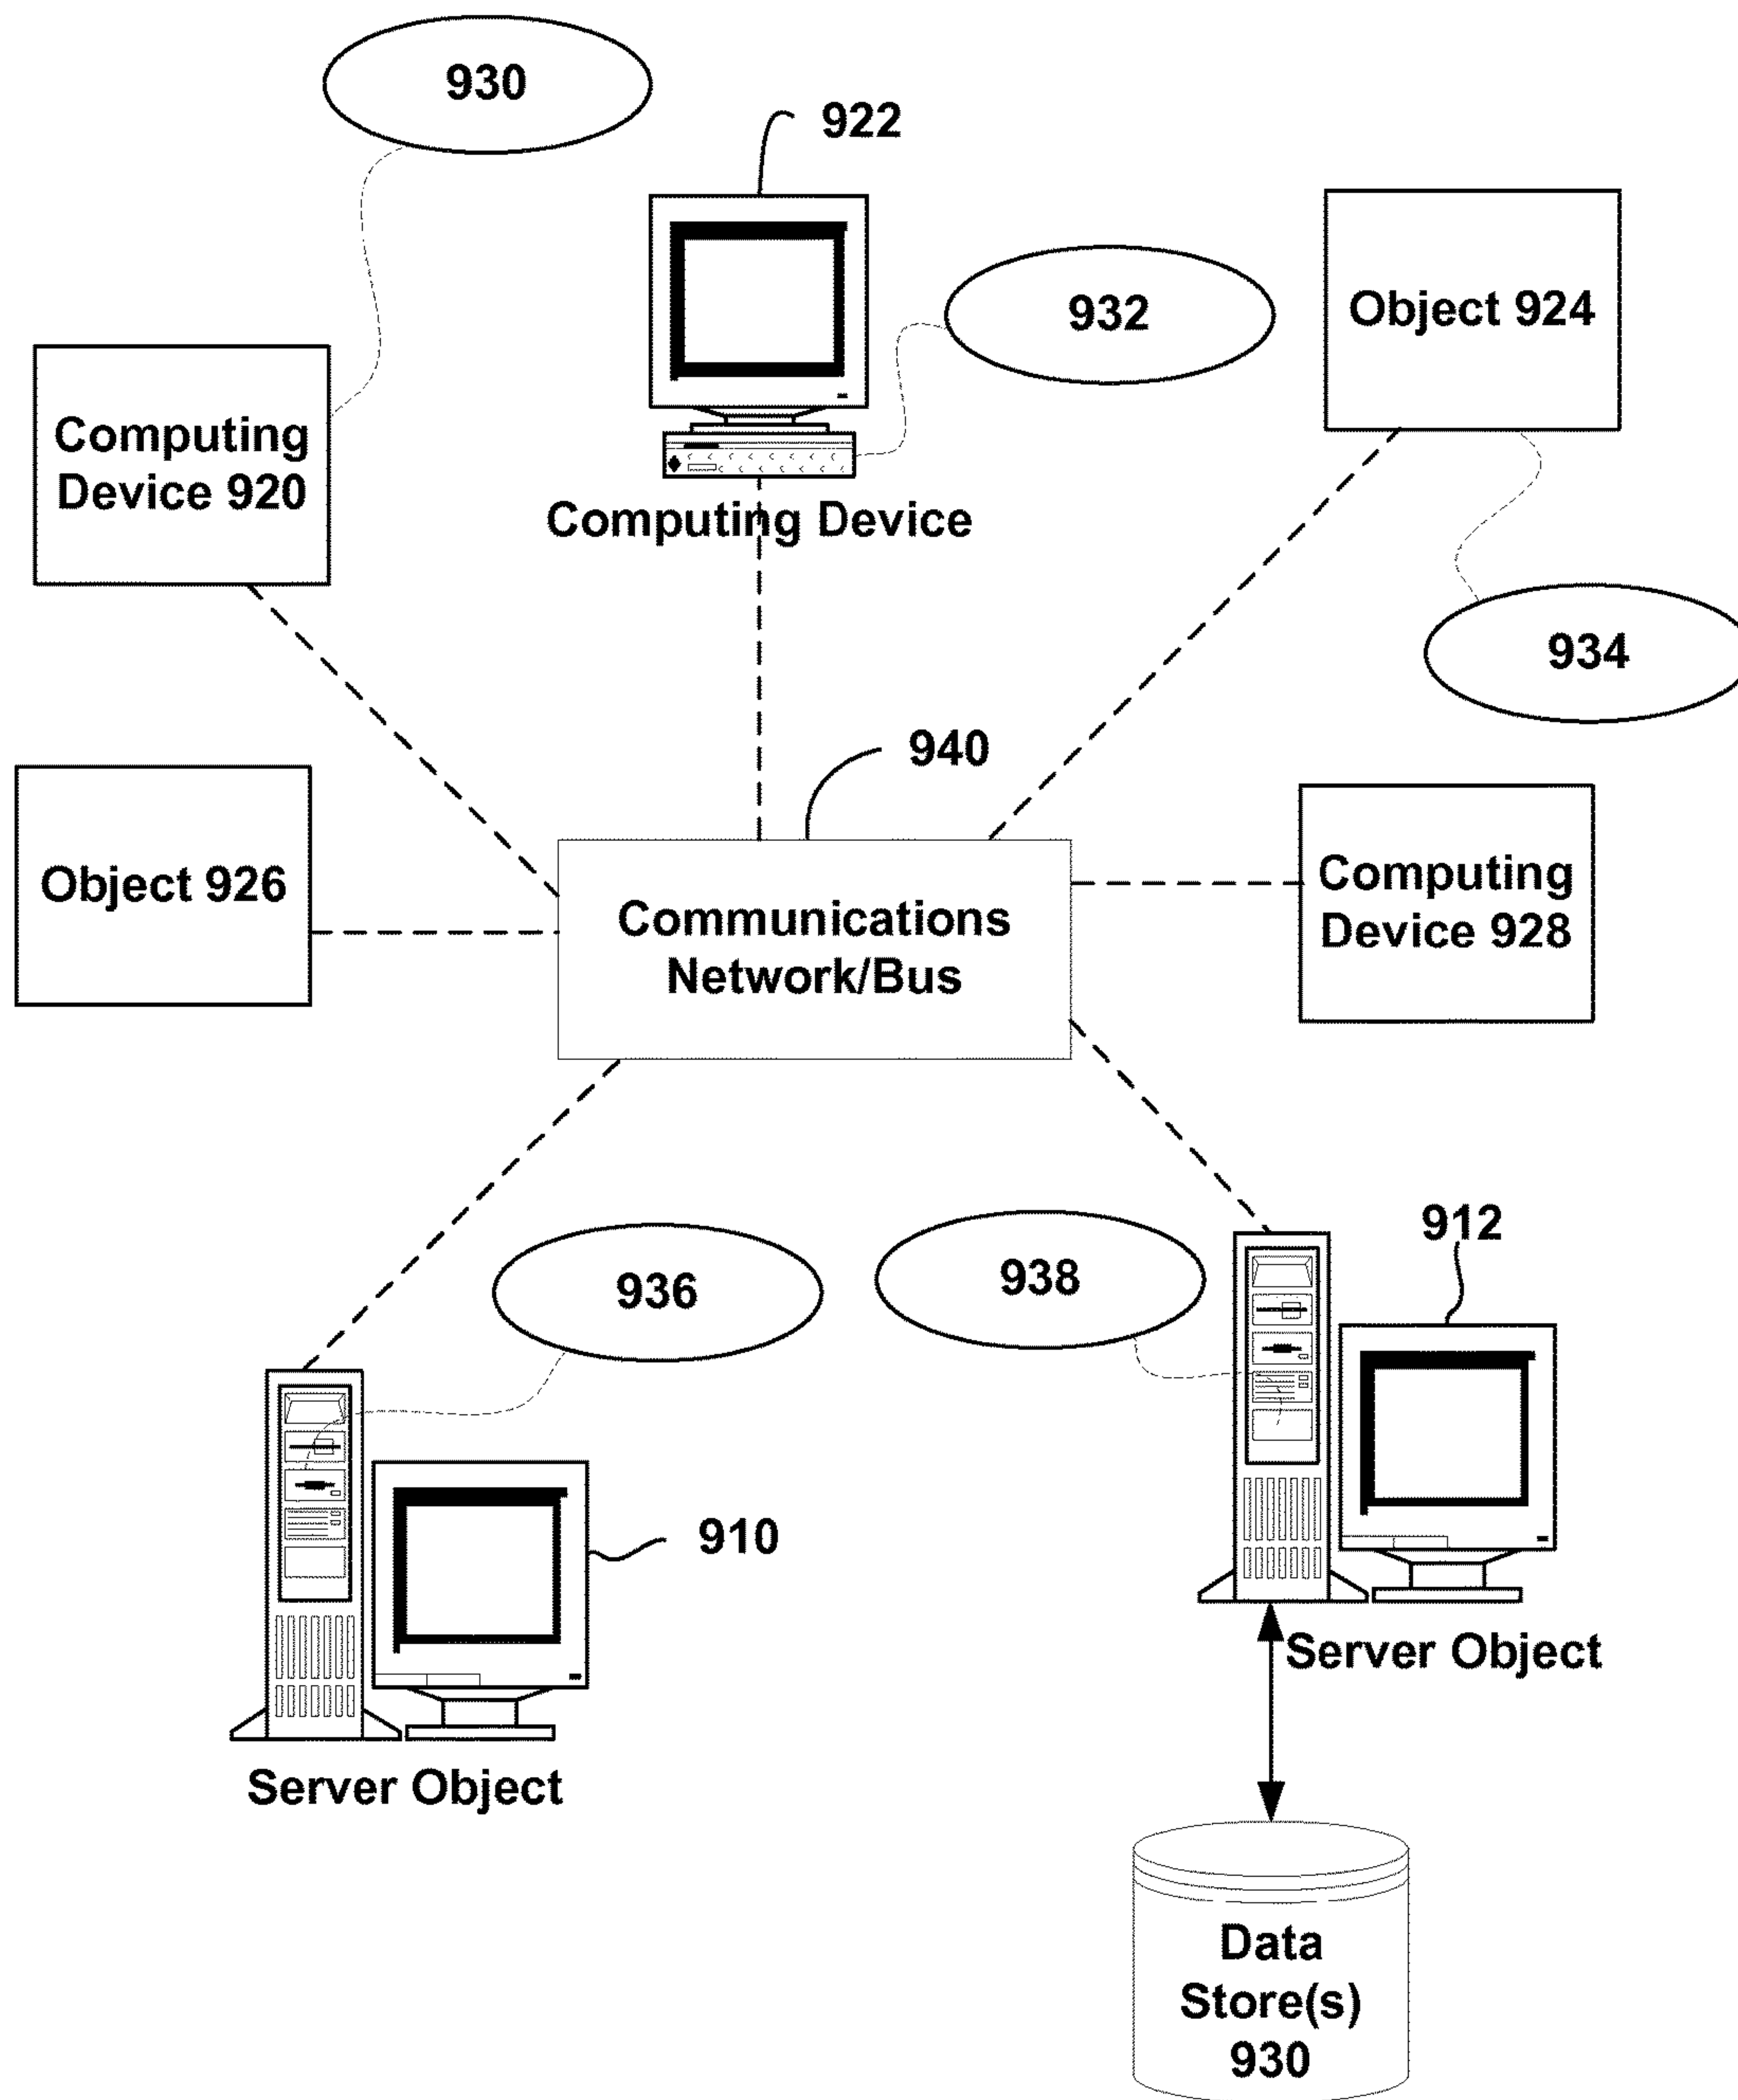 930
922
932
Object 924
Computing
Device 920
Computing Device
934
940
Object 926
Communications
Network/Bus
Computing
Device 928
936
938
912
910
Server Object
Server Object
Data
Store(s)
930